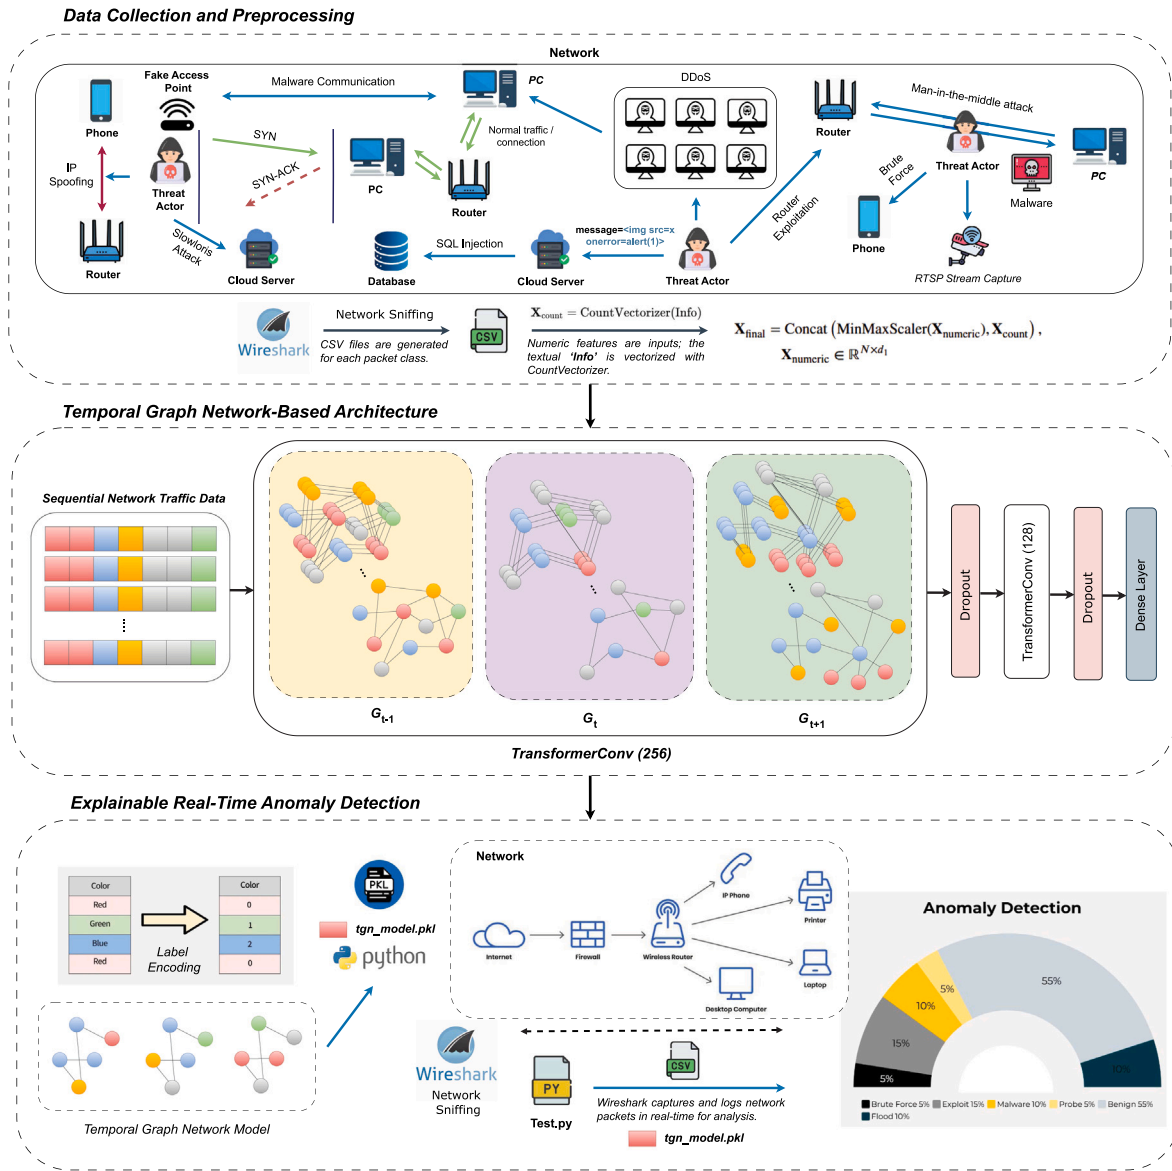 Data Collection and Preprocessing
Network
Fake Access
Point
Malware Communication
PC
DDoS
Phone
SYN
Normal traffic /
connection
Router
Man-in-the-middle attack
IP
Spoofing
Threat
Actor
SYN-ACK
PC
Router
Threat Actor
PC
Brute
Force
Malware
Router
Exploitation
Phone
Slowloris
Attack
Router
Cloud Server
SQL Injection
Database
message=<img src=x
onerror=alert(1)>
Cloud Server
Threat Actor
RTSP Stream Capture
Wireshark
Network Sniffing
CSV files are generated
for each packet class.
CSV
X_count = CountVectorizer(Info)
Numeric features are inputs; the
textual 'Info' is vectorized with
CountVectorizer.
X_final = Concat (MinMaxScaler(X_numeric), X_count) ,
X_numeric ∈ ℝ^{N×d_1}
Temporal Graph Network-Based Architecture
Sequential Network Traffic Data
G_{t-1}
G_t
G_{t+1}
TransformerConv (256)
Dropout
TransformerConv (128)
Dropout
Dense Layer
Explainable Real-Time Anomaly Detection
Color
Red
Green
Blue
Red
Label
Encoding
Color
0
1
2
0
PKL
tgn_model.pkl
python
Temporal Graph Network Model
Network
Internet
Firewall
Wireless Router
IP Phone
Printer
Laptop
Desktop Computer
Wireshark
Network
Sniffing
PY
Test.py
CSV
Wireshark captures and logs network
packets in real-time for analysis.
tgn_model.pkl
Anomaly Detection
5%
15%
10%
5%
55%
10%
Brute Force 5% Exploit 15% Malware 10% Probe 5% Benign 55%
Flood 10%